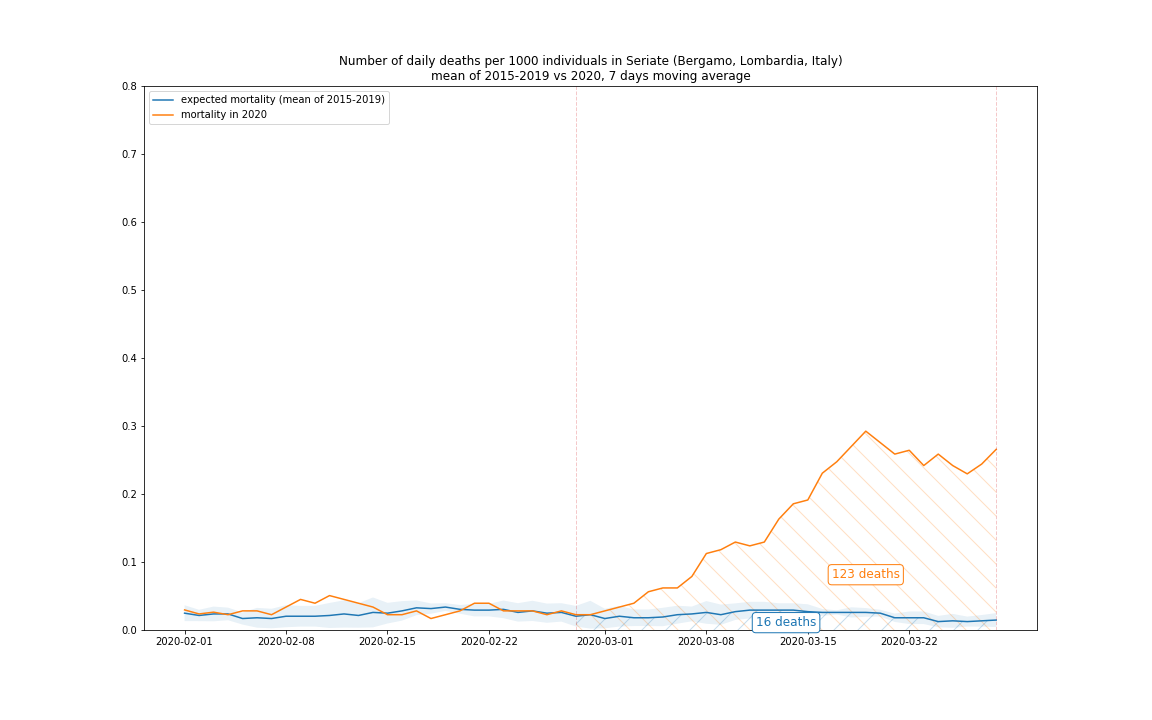 Number of daily deaths per 1000 individuals in Seriate (Bergamo, Lombardia, Italy)
mean of 2015-2019 vs 2020, 7 days moving average
expected mortality (mean of 2015-2019)
mortality in 2020
0.8
0.7
0.6
0.5
0.4
0.3
0.2
0.1
0.0
123 deaths
16 deaths
2020-02-01 2020-02-08 2020-02-15 2020-02-22 2020-03-01 2020-03-08 2020-03-15 2020-03-22